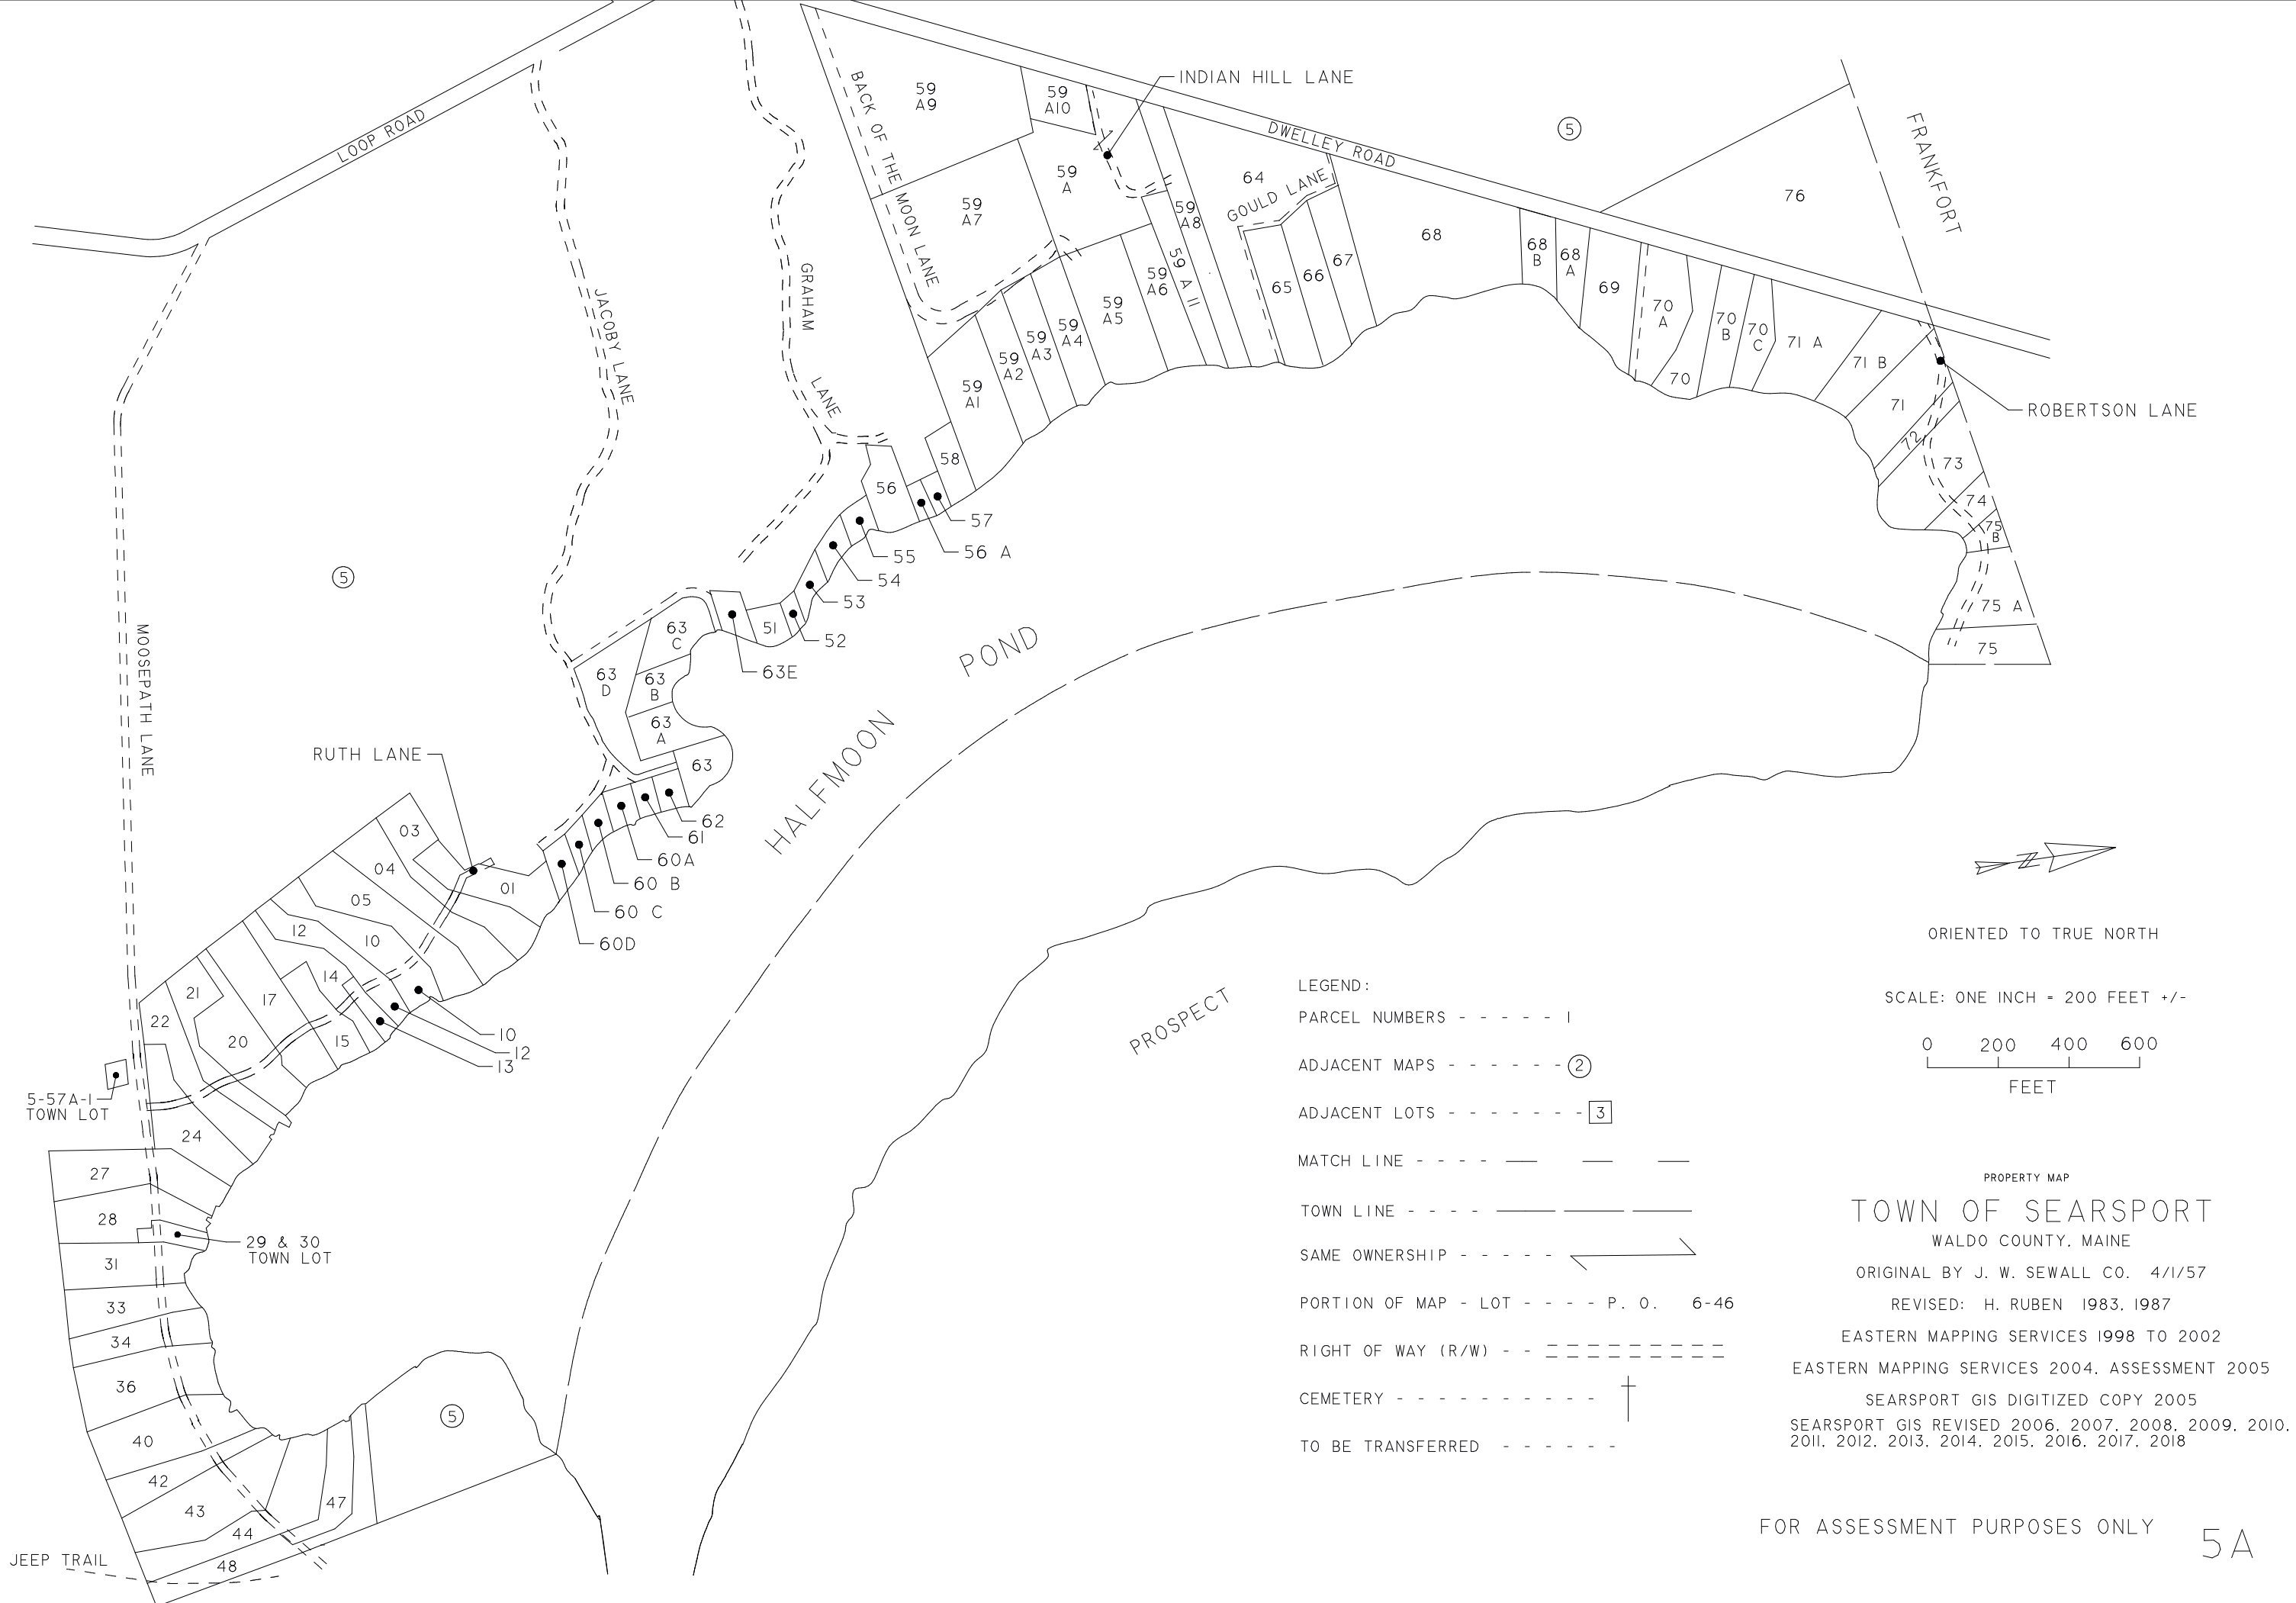 INDIAN HILL LANE
LOOP ROAD
BACK OF THE MOON LANE
59
A9
59
A10
DWELLEY ROAD
5
FRANKFORT
59
A
64
GOULD LANE
76
59
A7
59
A8
59 A 11
59
A6
68
68
B
68
A
69
67
66
65
JACOBY LANE
GRAHAM
LANE
59
A5
59
A4
59
A3
59
A2
59
A1
70
A
70
B
70
C
70
71 A
71 B
71
72
73
74
75
B
75 A
75
ROBERTSON LANE
58
56
57
56 A
55
54
53
52
51
63E
5
MOOSEPATH LANE
63
C
63
D
63
B
63
A
63
HALFMOON
POND
RUTH LANE
62
61
60A
60 B
60 C
60D
03
04
01
05
10
12
14
10
12
13
15
17
20
21
22
24
5-57A-1
TOWN LOT
27
28
29 & 30
TOWN LOT
31
33
34
36
40
42
43
44
47
48
5
JEEP TRAIL
PROSPECT
LEGEND:
PARCEL NUMBERS - - - - - 1
ADJACENT MAPS - - - - - - 2
ADJACENT LOTS - - - - - - - 3
MATCH LINE - - - -
TOWN LINE - - - -
SAME OWNERSHIP - - - - -
PORTION OF MAP - LOT - - - - P. O. 6-46
RIGHT OF WAY (R/W) - -
CEMETERY - - - - - - - - - -
TO BE TRANSFERRED - - - - - -
N
ORIENTED TO TRUE NORTH
SCALE: ONE INCH = 200 FEET +/-
0 200 400 600
FEET
PROPERTY MAP
TOWN OF SEARSPORT
WALDO COUNTY, MAINE
ORIGINAL BY J. W. SEWALL CO. 4/1/57
REVISED: H. RUBEN 1983, 1987
EASTERN MAPPING SERVICES 1998 TO 2002
EASTERN MAPPING SERVICES 2004, ASSESSMENT 2005
SEARSPORT GIS DIGITIZED COPY 2005
SEARSPORT GIS REVISED 2006, 2007, 2008, 2009, 2010,
2011, 2012, 2013, 2014, 2015, 2016, 2017, 2018
FOR ASSESSMENT PURPOSES ONLY
5A